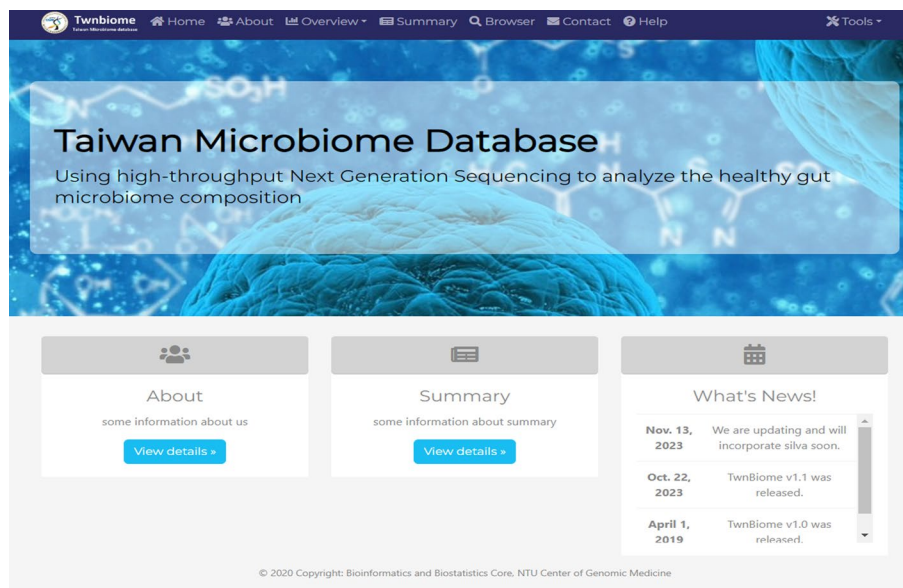 Twnbiome
Taiwan Microbiome database
Home About Overview Summary Browser Contact Help Tools
SO₃H
Taiwan Microbiome Database
Using high-throughput Next Generation Sequencing to analyze the healthy gut
microbiome composition
N N
OH OH
About
some information about us
View details »
Summary
some information about summary
View details »
What's News!
Nov. 13, 2023
We are updating and will
incorporate silva soon.
Oct. 22, 2023
TwnBiome v1.1 was
released.
April 1, 2019
TwnBiome v1.0 was
released.
© 2020 Copyright: Bioinformatics and Biostatistics Core, NTU Center of Genomic Medicine